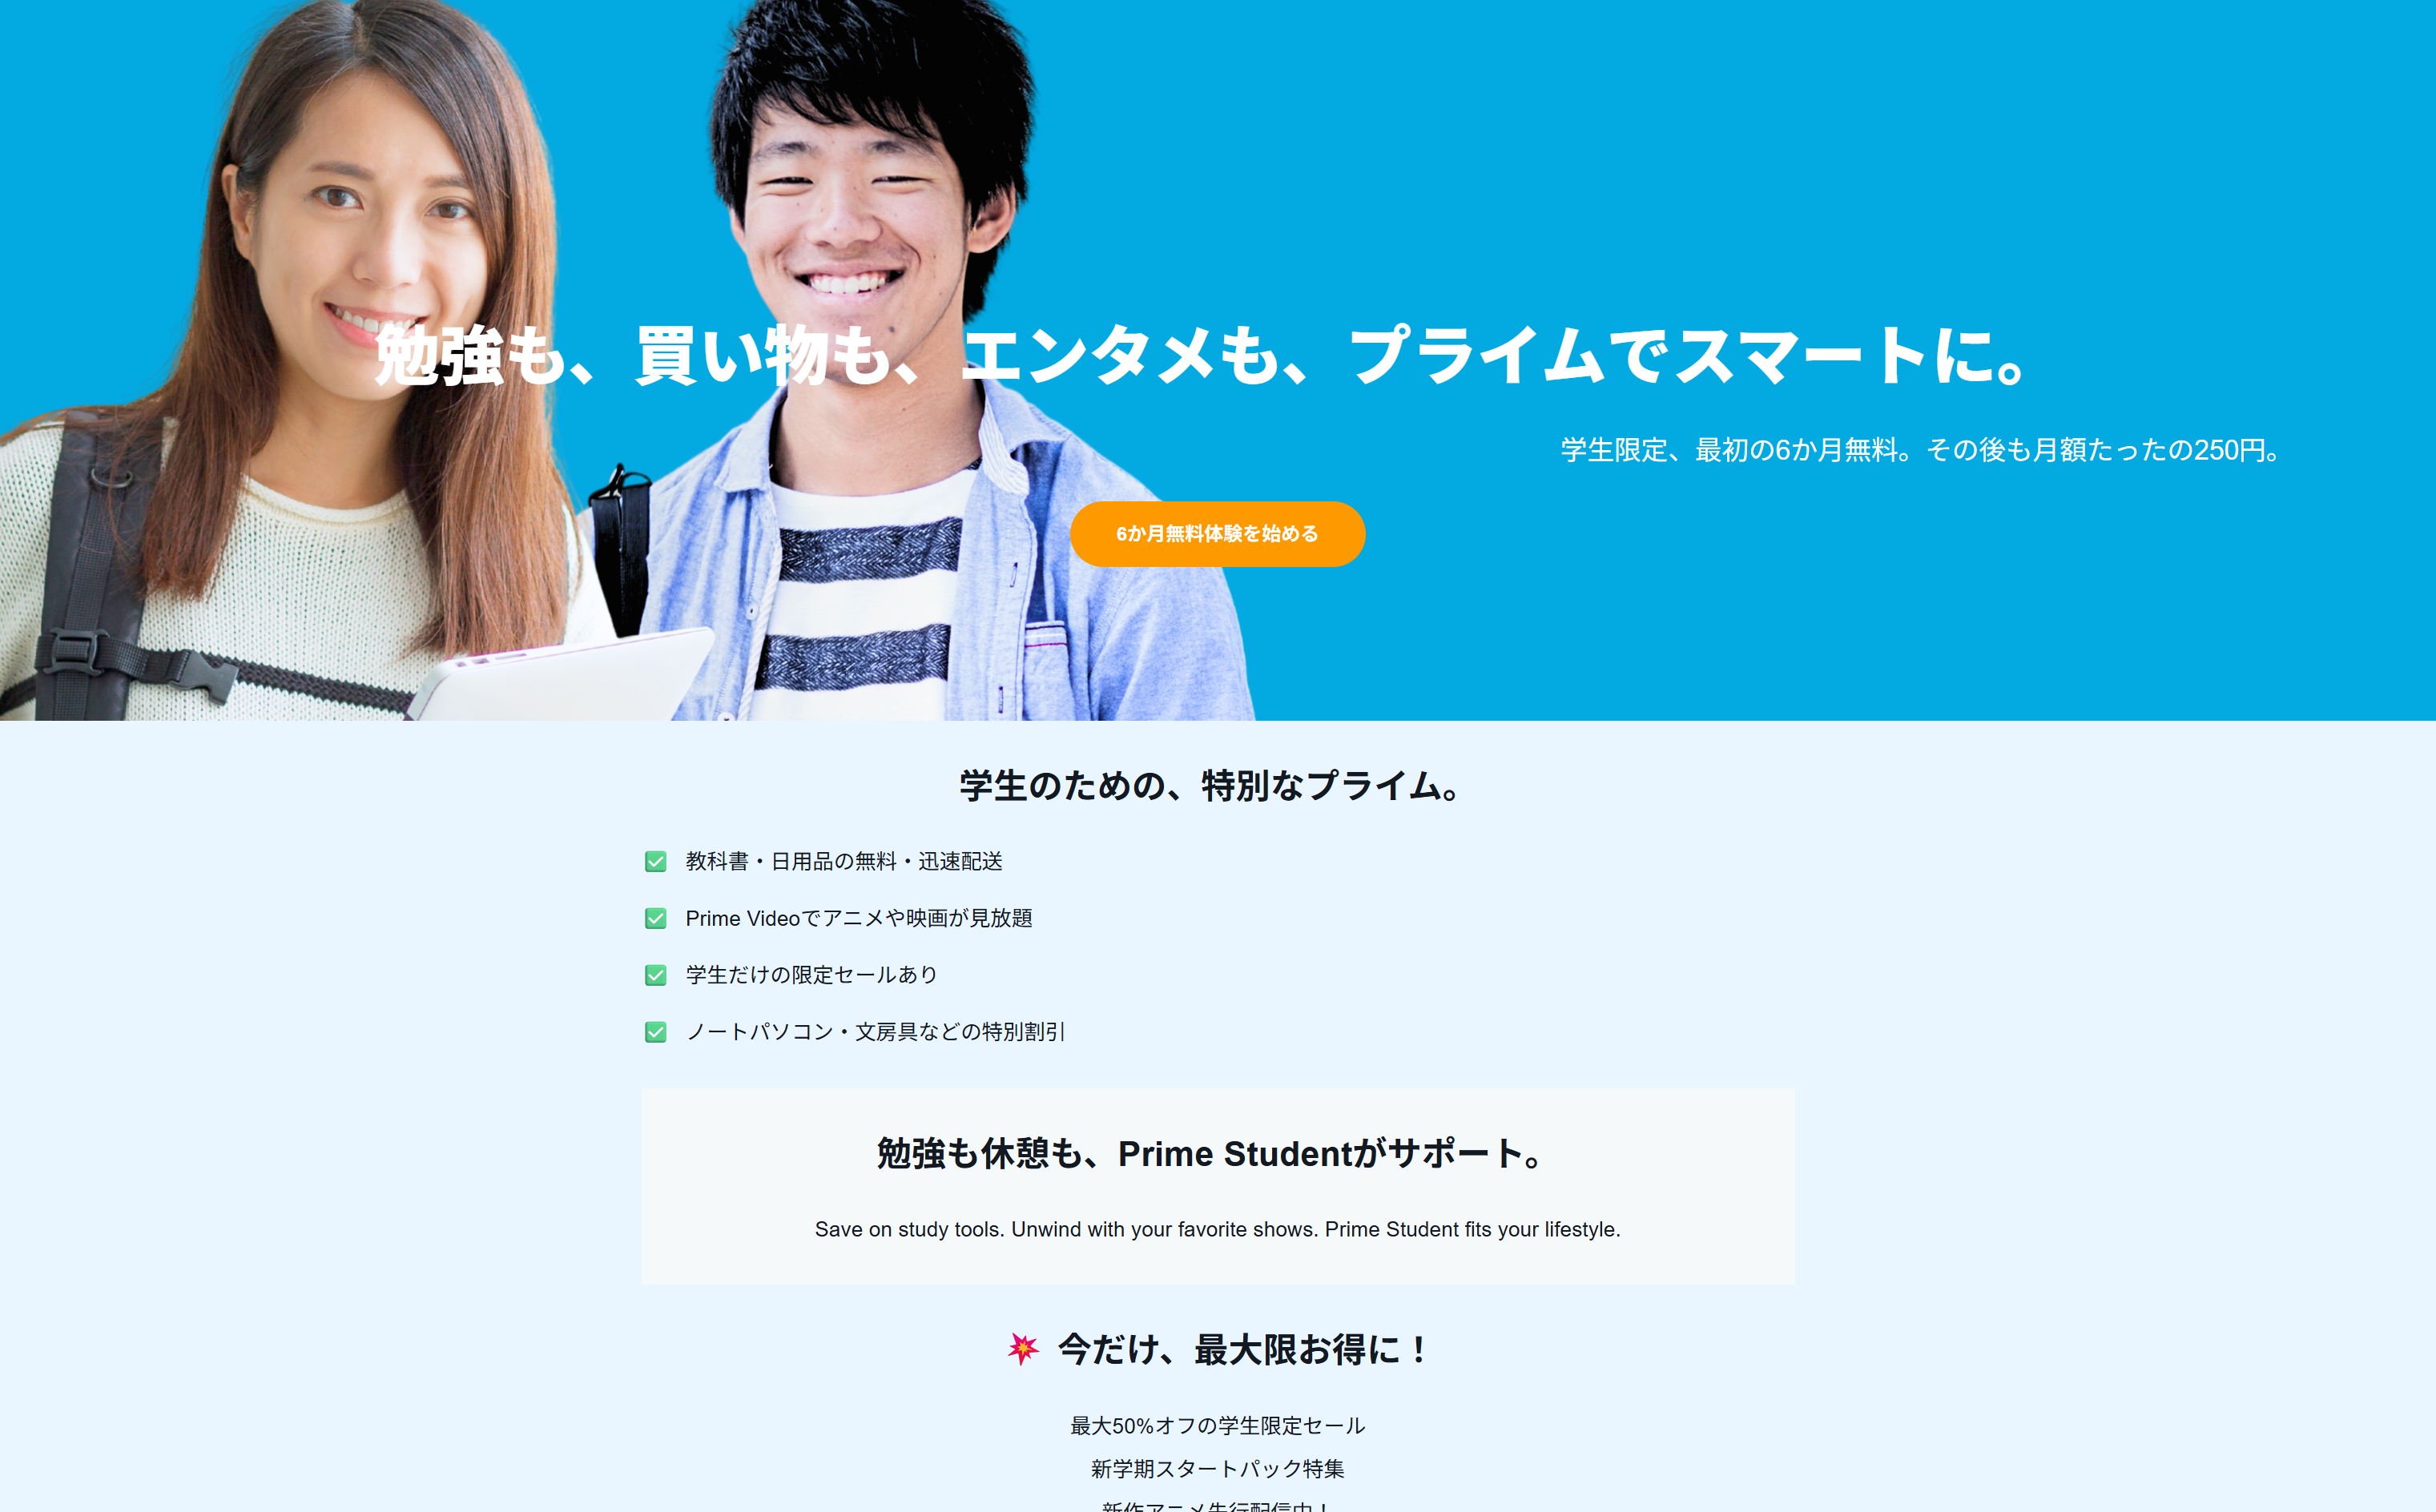 勉強も、買い物も、エンタメも、プライムでスマートに。
学生限定、最初の6か月無料。その後も月額たったの250円。
6か月無料体験を始める
学生のための、特別なプライム。
教科書・日用品の無料・迅速配送
Prime Videoでアニメや映画が見放題
学生だけの限定セールあり
ノートパソコン・文房具などの特別割引
勉強も休憩も、Prime Studentがサポート。
Save on study tools. Unwind with your favorite shows. Prime Student fits your lifestyle.
今だけ、最大限お得に！
最大50%オフの学生限定セール
新学期スタートパック特集
新作アニメ先行配信中！